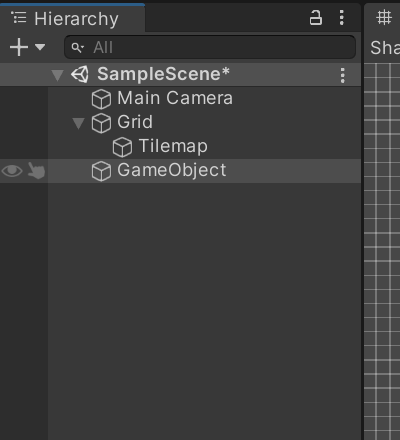 Hierarchy
All
Sha
SampleScene*
Main Camera
Grid
Tilemap
GameObject